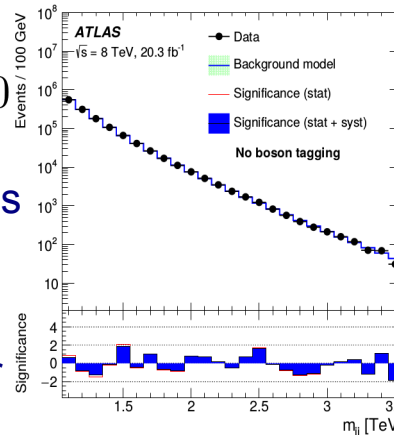 10⁸
ATLAS
√s = 8 TeV, 20.3 fb⁻¹
Data
Background model
Significance (stat)
Significance (stat + syst)
No boson tagging
Events / 100 GeV
10⁷
10⁶
10⁵
10⁴
10³
10²
10
)
s
Significance
4
2
0
−2
1.5
2
2.5
3
3
m_jj [TeV